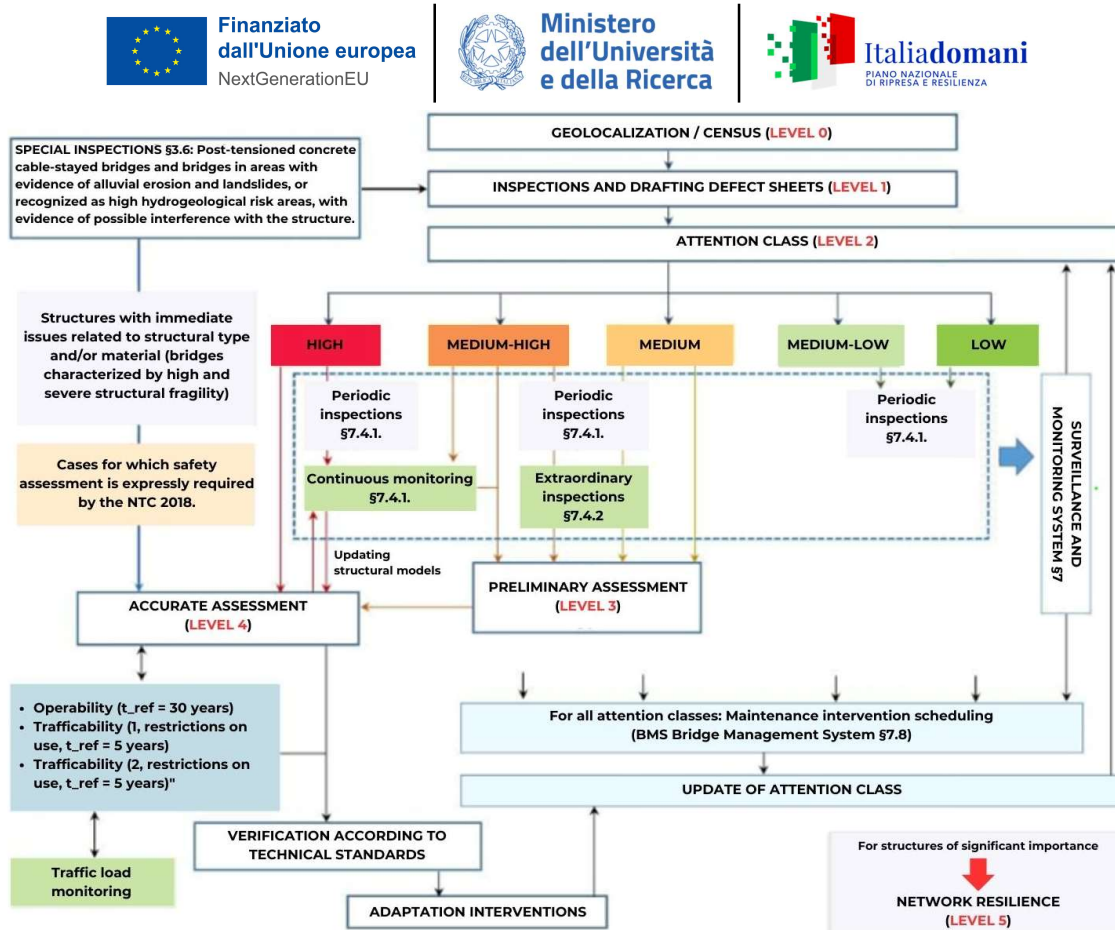 Finanziato
dall'Unione europea
NextGenerationEU
Ministero
dell'Università
e della Ricerca
Italiadomani
PIANO NAZIONALE
DI RIPRESA E RESILIENZA
GEOLOCALIZATION / CENSUS (LEVEL 0)
SPECIAL INSPECTIONS §3.6: Post-tensioned concrete
cable-stayed bridges and bridges in areas with
evidence of alluvial erosion and landslides, or
recognized as high hydrogeological risk areas, with
evidence of possible interference with the structure.
INSPECTIONS AND DRAFTING DEFECT SHEETS (LEVEL 1)
ATTENTION CLASS (LEVEL 2)
Structures with immediate
issues related to structural type
and/or material (bridges
characterized by high and
severe structural fragility)
HIGH
MEDIUM-HIGH
MEDIUM
MEDIUM-LOW
LOW
Periodic
inspections
§7.4.1.
Periodic
inspections
§7.4.1.
Periodic
inspections
§7.4.1.
SURVEILLANCE AND
MONITORING SYSTEM §7
Cases for which safety
assessment is expressly required
by the NTC 2018.
Continuous monitoring
§7.4.1.
Extraordinary
inspections
§7.4.2
Updating
structural models
PRELIMINARY ASSESSMENT
(LEVEL 3)
ACCURATE ASSESSMENT
(LEVEL 4)
• Operability (t_ref = 30 years)
• Trafficability (1, restrictions on
use, t_ref = 5 years)
• Trafficability (2, restrictions on
use, t_ref = 5 years)"
For all attention classes: Maintenance intervention scheduling
(BMS Bridge Management System §7.8)
UPDATE OF ATTENTION CLASS
VERIFICATION ACCORDING TO
TECHNICAL STANDARDS
Traffic load
monitoring
ADAPTATION INTERVENTIONS
For structures of significant importance
NETWORK RESILIENCE
(LEVEL 5)